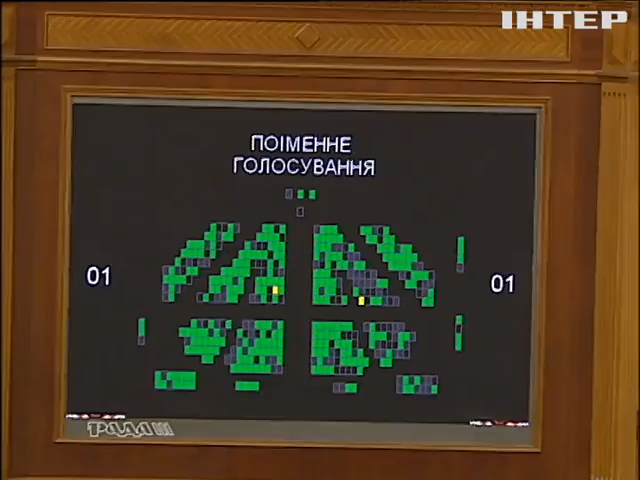 ІНТЕР
ПОІМЕННЕ
ГОЛОСУВАННЯ
01
01
РАДА